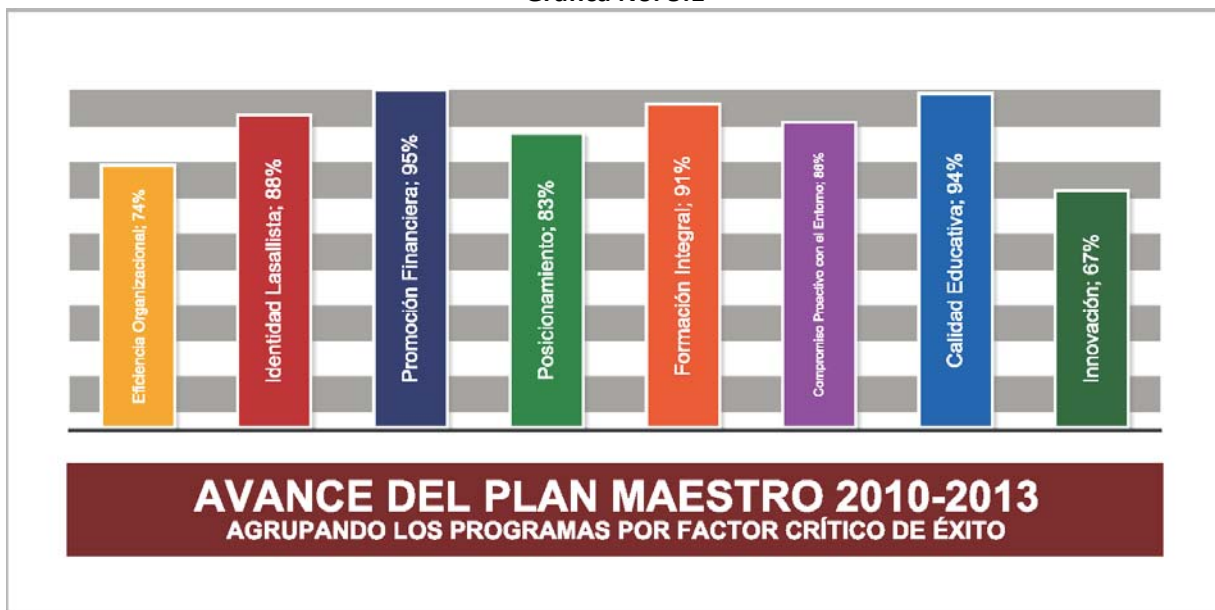 Eficiencia Organizacional; 74%
Identidad Lasallista; 88%
Promoción Financiera; 95%
Posicionamiento; 83%
Formación Integral; 91%
Compromiso Proactivo con el Entorno; 86%
Calidad Educativa; 94%
Innovación; 67%
AVANCE DEL PLAN MAESTRO 2010-2013
AGRUPANDO LOS PROGRAMAS POR FACTOR CRÍTICO DE ÉXITO